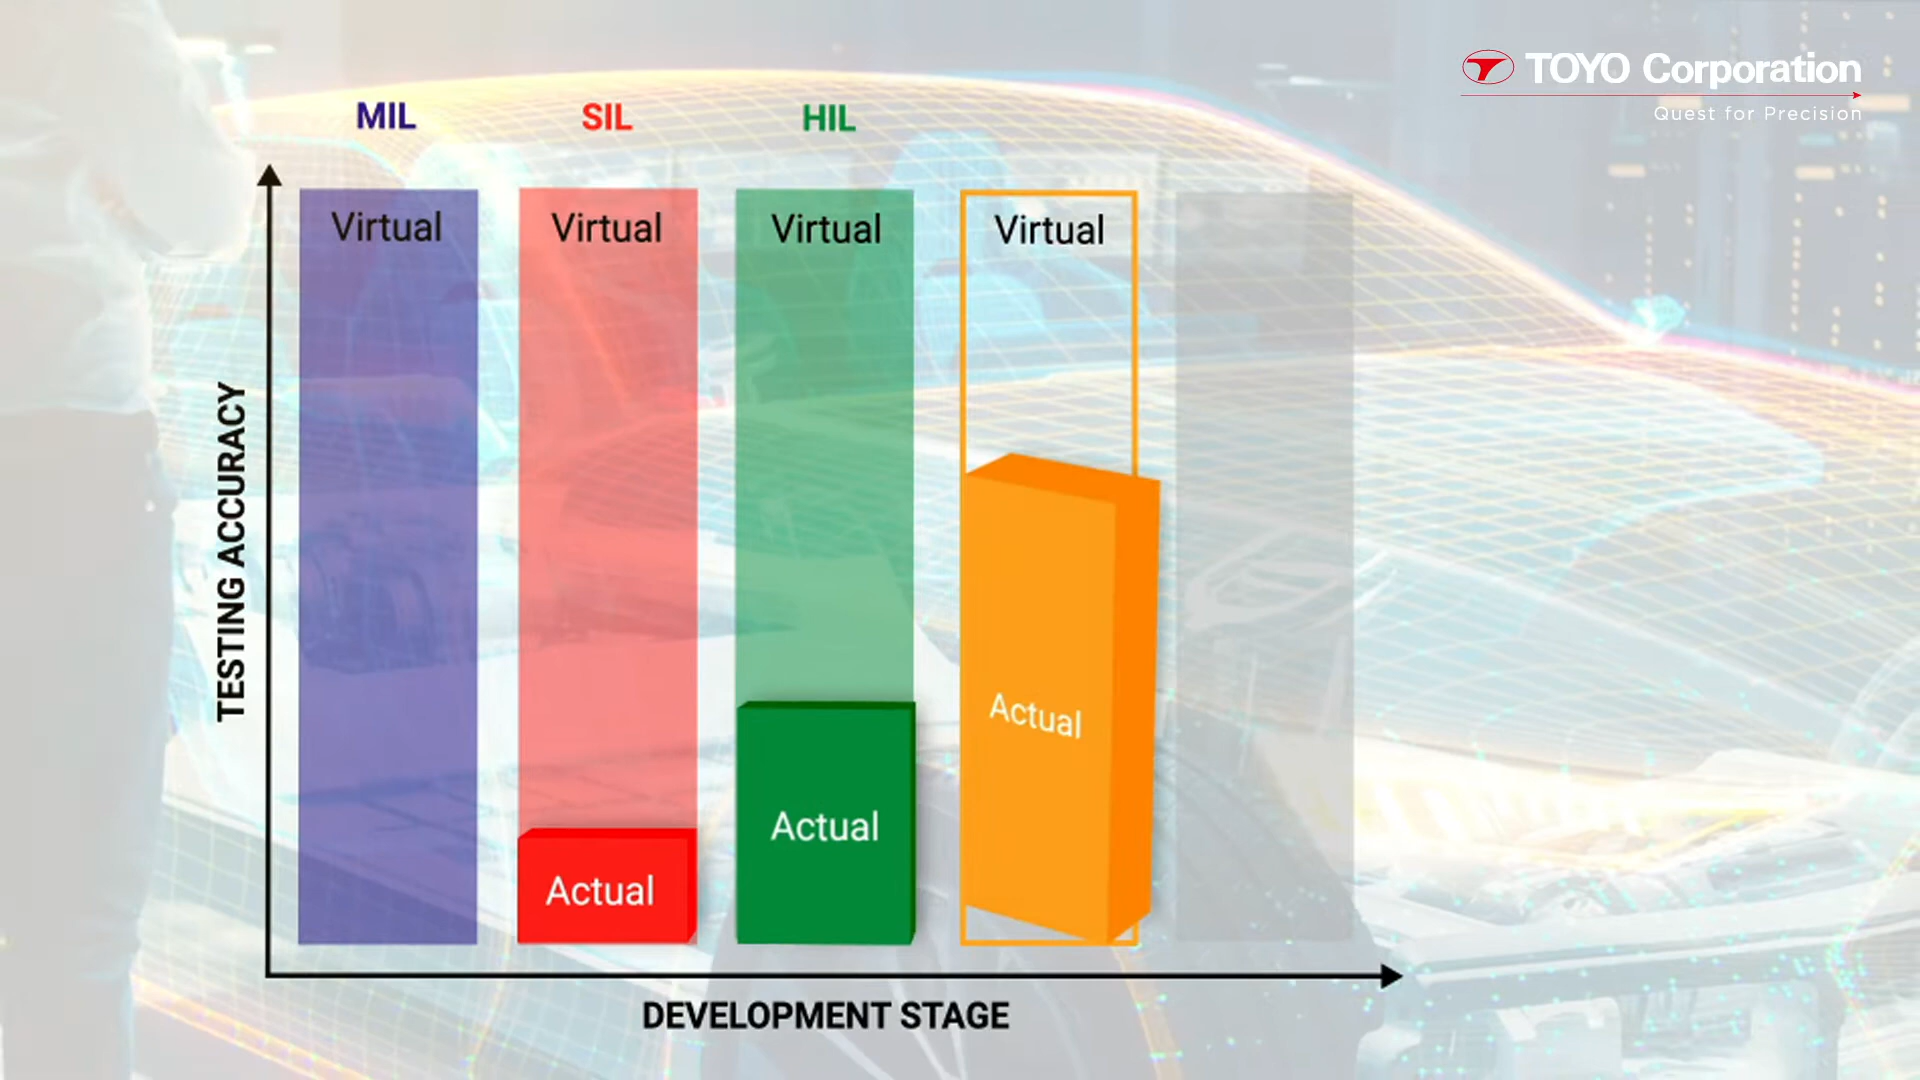 TOYO Corporation
Quest for Precision
MIL
SIL
HIL
Virtual
Virtual
Virtual
Virtual
TESTING ACCURACY
Actual
Actual
Actual
DEVELOPMENT STAGE